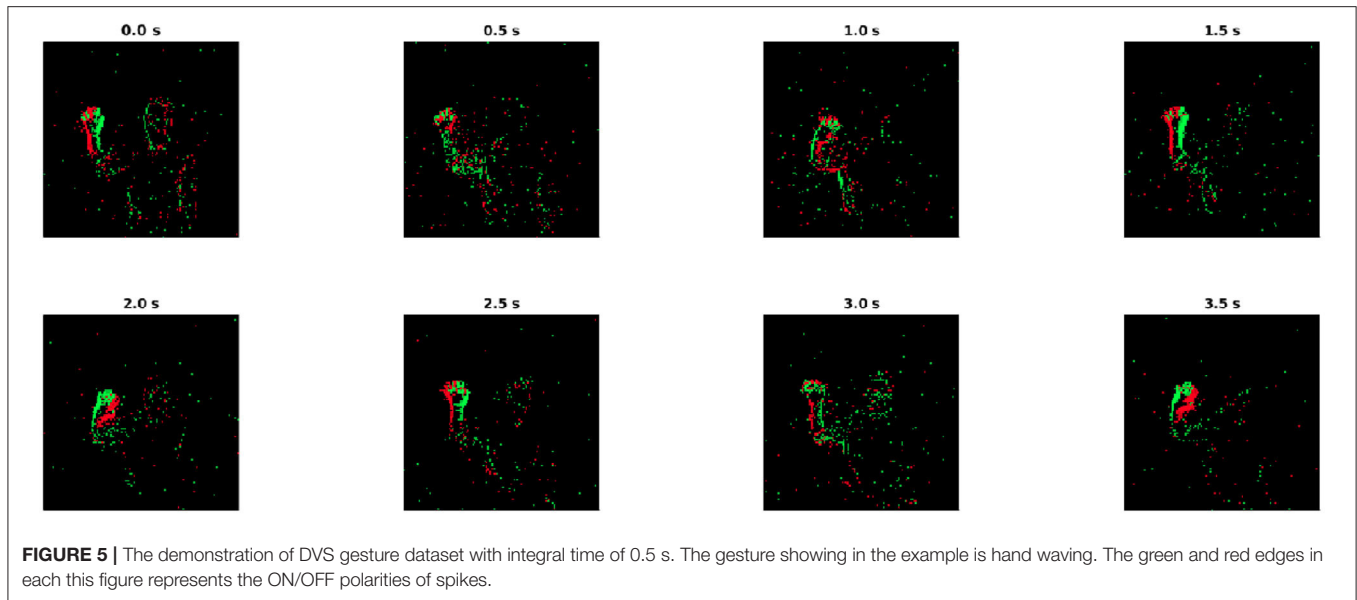 0.0 s 0.5 s 1.0 s 1.5 s
2.0 s 2.5 s 3.0 s 3.5 s
FIGURE 5 | The demonstration of DVS gesture dataset with integral time of 0.5 s. The gesture showing in the example is hand waving. The green and red edges in
each this figure represents the ON/OFF polarities of spikes.